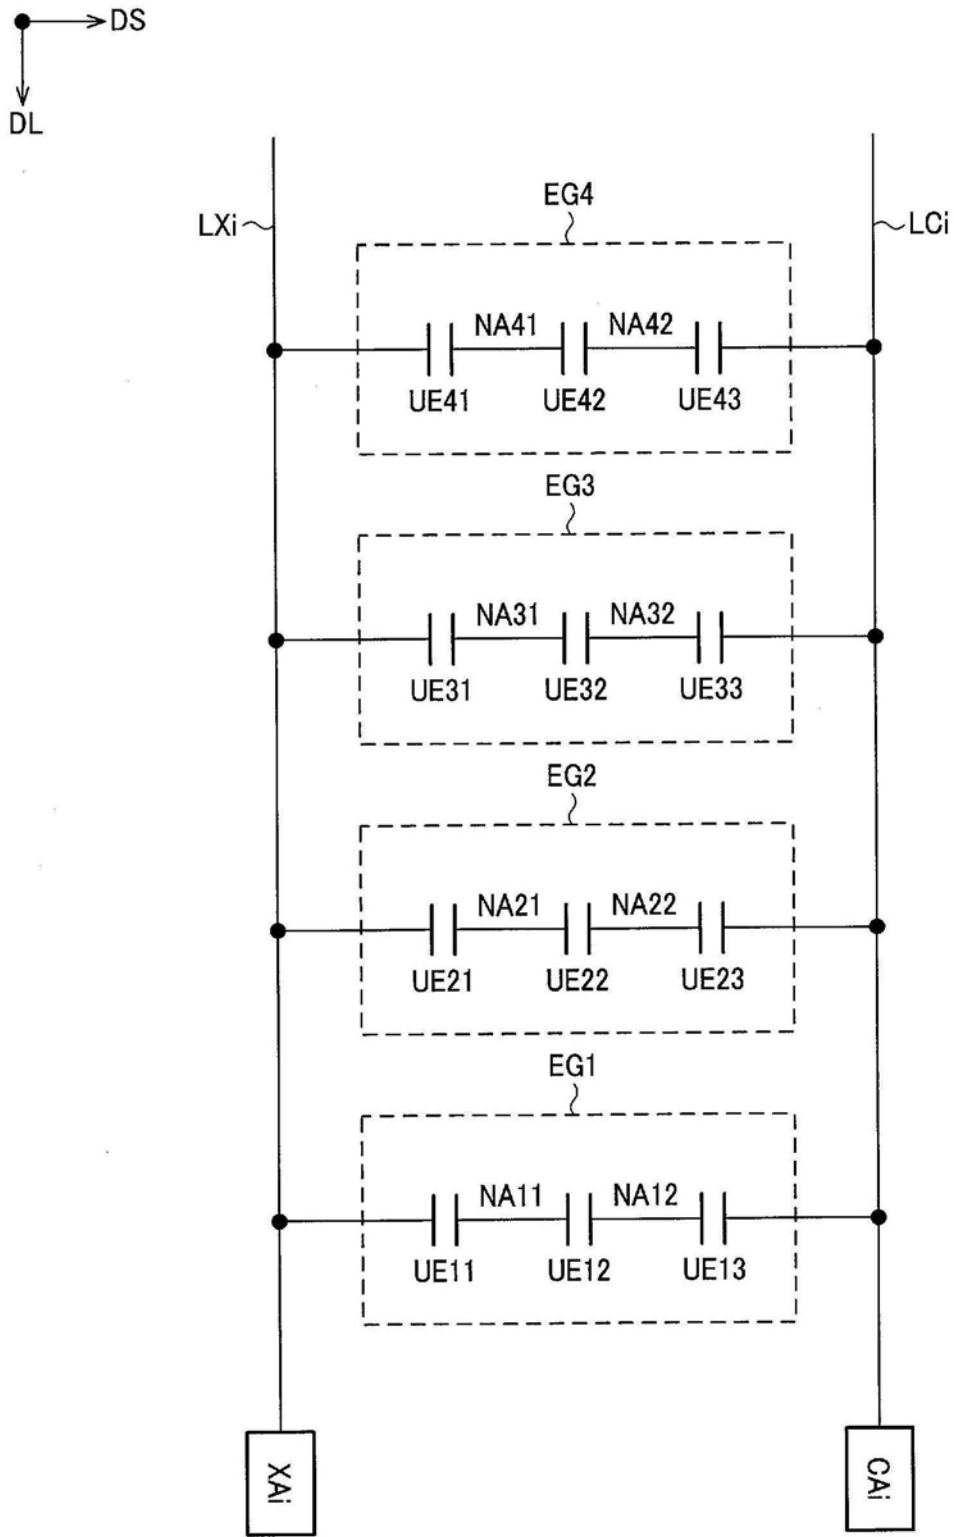 DS
DL
EG4
LXi
LCi
NA41 NA42
UE41 UE42 UE43
EG3
NA31 NA32
UE31 UE32 UE33
EG2
NA21 NA22
UE21 UE22 UE23
EG1
NA11 NA12
UE11 UE12 UE13
XAi
CAi